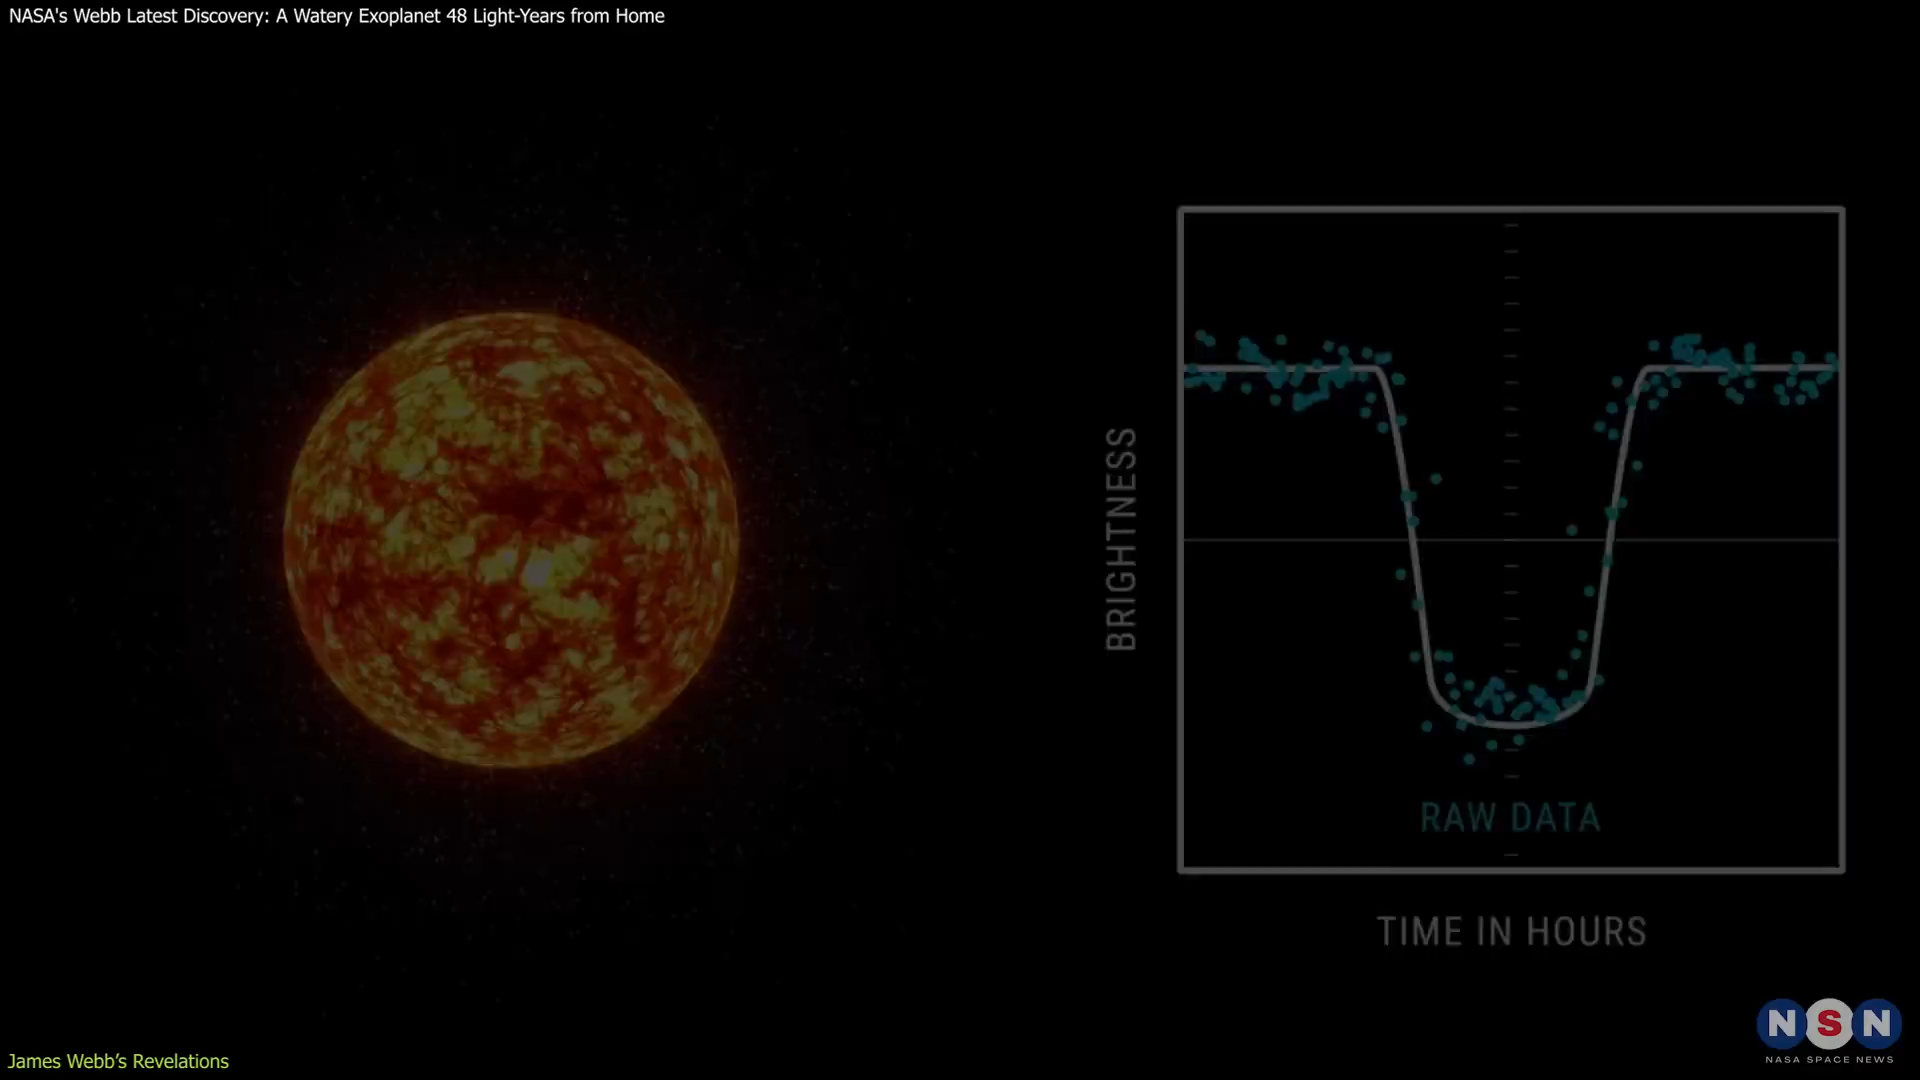 NASA's Webb Latest Discovery: A Watery Exoplanet 48 Light-Years from Home
BRIGHTNESS
RAW DATA
TIME IN HOURS
James Webb’s Revelations
NSN
NASA SPACE NEWS